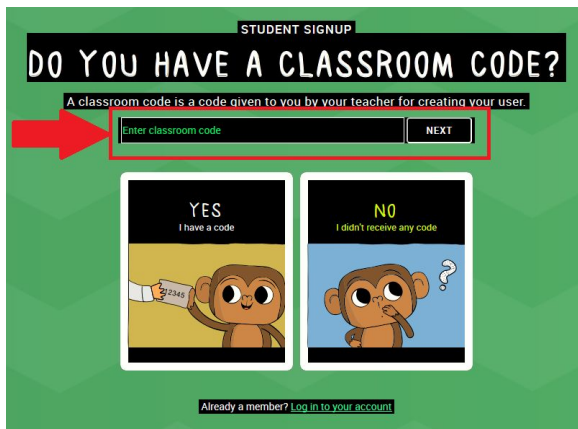 STUDENT SIGNUP
DO YOU HAVE A CLASSROOM CODE?
A classroom code is a code given to you by your teacher for creating your user.
Enter classroom code
NEXT
YES
I have a code
12345
NO
I didn't receive any code
?
Already a member? Log in to your account